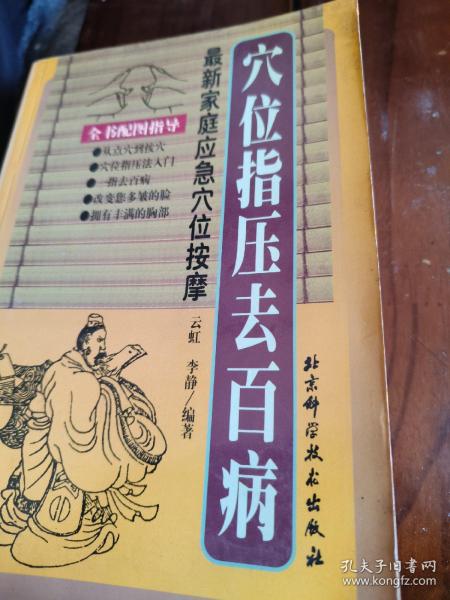 穴位指压去百病
最新家庭应急穴位按摩
全书配图指导
●从点穴到按穴
●穴位指压法入门
●一指去百病
●改变您多皱的脸
●拥有丰满的胸部
云虹 李静/编著
北京科学技术出版社
孔夫子旧书网
www.kongfz.com